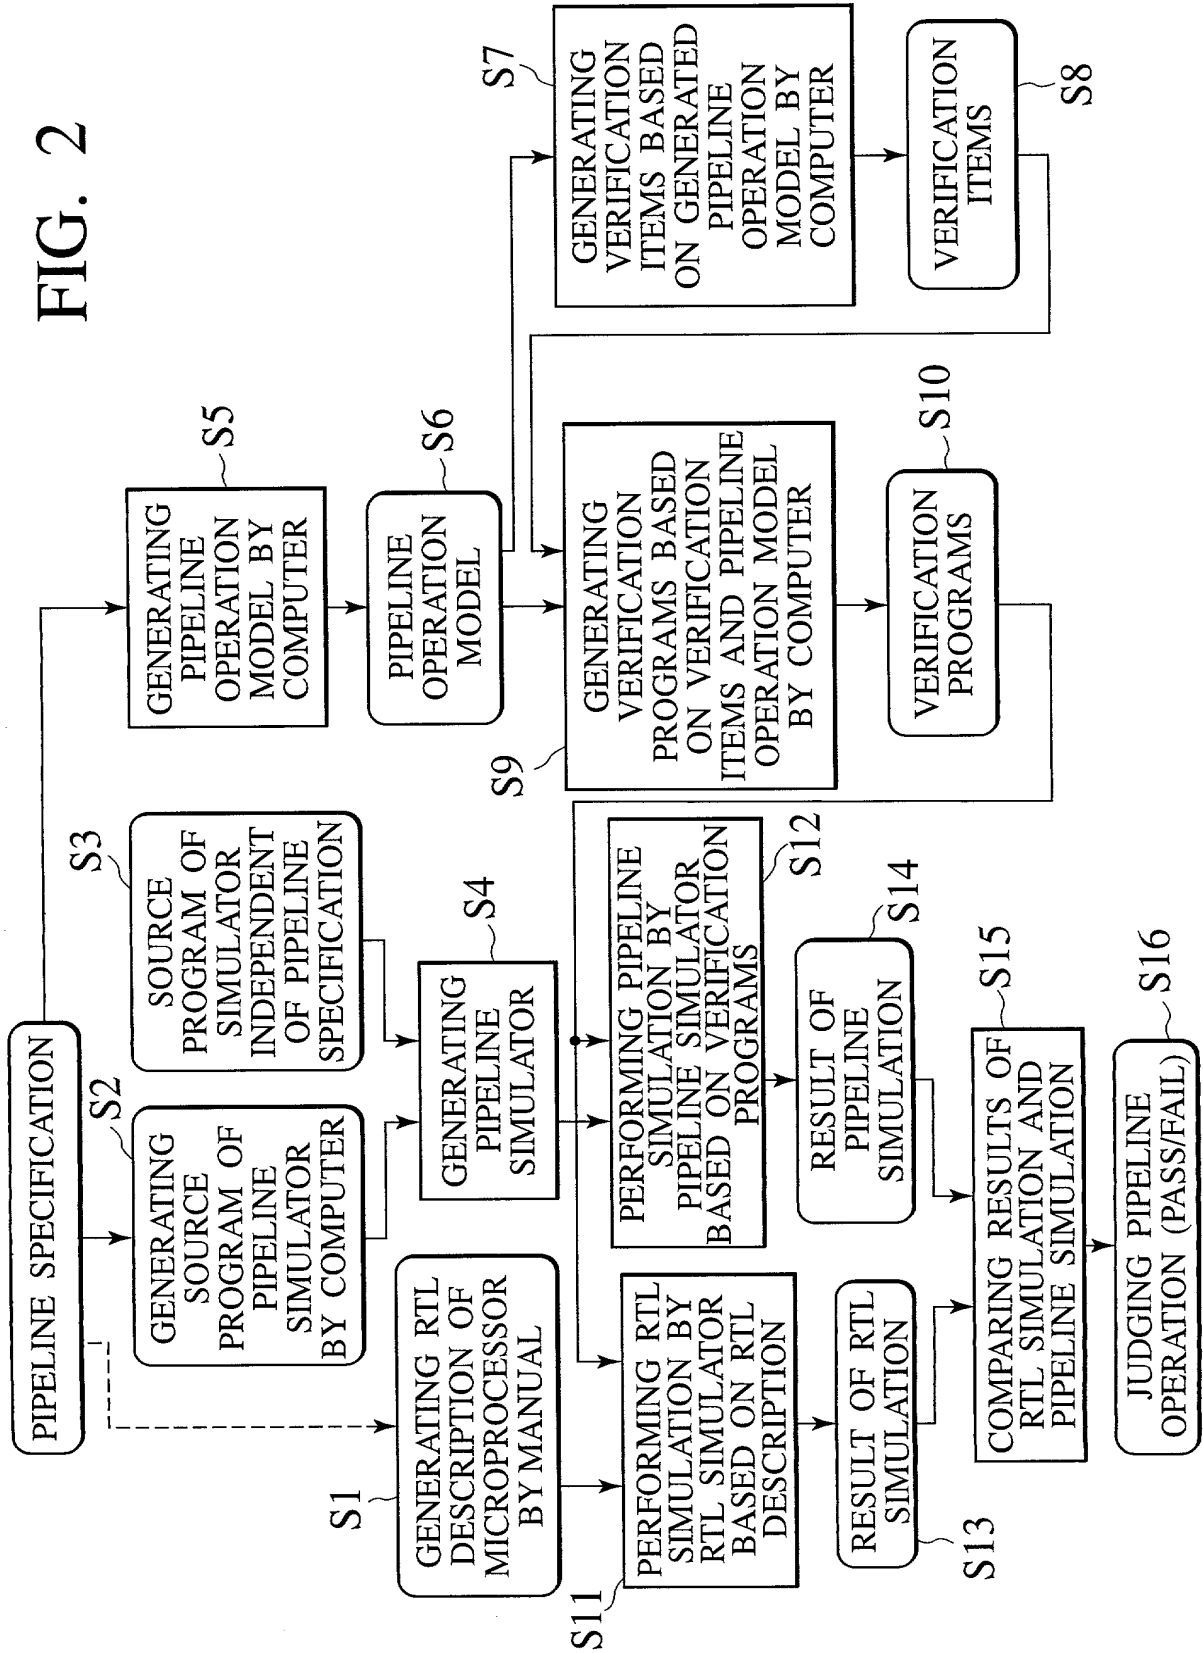 FIG. 2
PIPELINE SPECIFICATION
S1
GENERATING RTL
DESCRIPTION OF
MICROPROCESSOR
BY MANUAL
S2
GENERATING
SOURCE
PROGRAM OF
PIPELINE
SIMULATOR
BY COMPUTER
S3
SOURCE
PROGRAM OF
SIMULATOR
INDEPENDENT
OF PIPELINE
SPECIFICATION
S4
GENERATING
PIPELINE
SIMULATOR
S5
GENERATING
PIPELINE
OPERATION
MODEL BY
COMPUTER
S6
PIPELINE
OPERATION
MODEL
S7
GENERATING
VERIFICATION
ITEMS BASED
ON GENERATED
PIPELINE
OPERATION
MODEL BY
COMPUTER
S8
VERIFICATION
ITEMS
S9
GENERATING
VERIFICATION
PROGRAMS BASED
ON VERIFICATION
ITEMS AND PIPELINE
OPERATION MODEL
BY COMPUTER
S10
VERIFICATION
PROGRAMS
S11
PERFORMING RTL
SIMULATION BY
RTL SIMULATOR
BASED ON RTL
DESCRIPTION
S12
PERFORMING PIPELINE
SIMULATION BY
PIPELINE SIMULATOR
BASED ON VERIFICATION
PROGRAMS
S13
RESULT OF RTL
SIMULATION
S14
RESULT OF
PIPELINE
SIMULATION
S15
COMPARING RESULTS OF
RTL SIMULATION AND
PIPELINE SIMULATION
S16
JUDGING PIPELINE
OPERATION (PASS/FAIL)